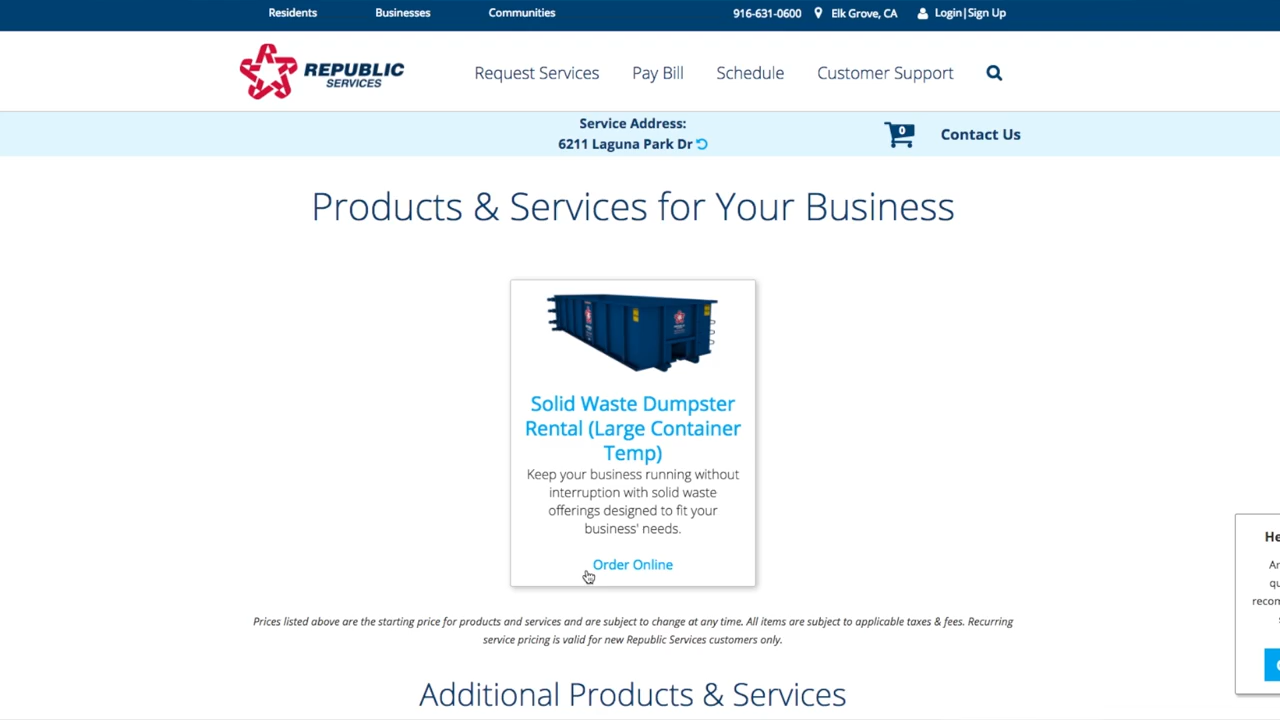 Residents Businesses Communities 916-631-0600 Elk Grove, CA Login|Sign Up
REPUBLIC
SERVICES
Request Services Pay Bill Schedule Customer Support
Service Address:
6211 Laguna Park Dr
0
Contact Us
Products & Services for Your Business
Solid Waste Dumpster
Rental (Large Container
Temp)
Keep your business running without
interruption with solid waste
offerings designed to fit your
business' needs.
Order Online
Prices listed above are the starting price for products and services and are subject to change at any time. All items are subject to applicable taxes & fees. Recurring
service pricing is valid for new Republic Services customers only.
Additional Products & Services